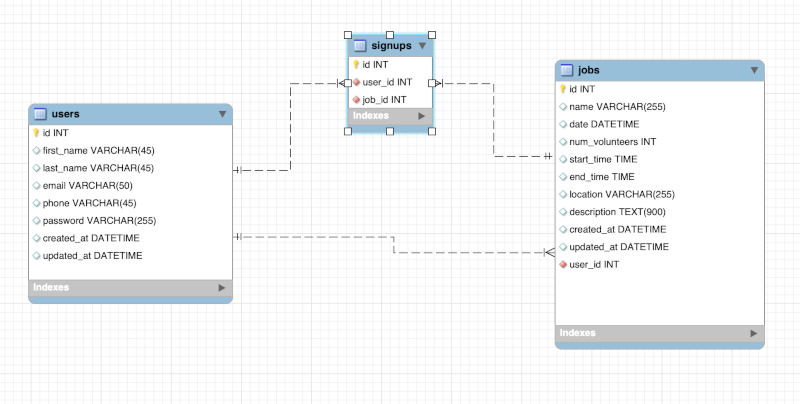 signups
id INT
user_id INT
job_id INT
Indexes
users
id INT
first_name VARCHAR(45)
last_name VARCHAR(45)
email VARCHAR(50)
phone VARCHAR(45)
password VARCHAR(255)
created_at DATETIME
updated_at DATETIME
Indexes
jobs
id INT
name VARCHAR(255)
date DATETIME
num_volunteers INT
start_time TIME
end_time TIME
location VARCHAR(255)
description TEXT(900)
created_at DATETIME
updated_at DATETIME
user_id INT
Indexes